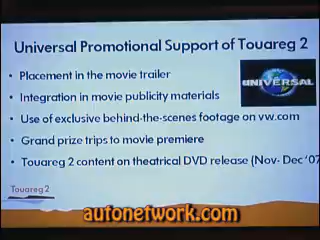 Universal Promotional Support of Touareg 2
• Placement in the movie trailer
UNIVERSAL
• Integration in movie publicity materials
• Use of exclusive behind-the-scenes footage on vw.com
• Grand prize trips to movie premiere
• Touareg 2 content on theatrical DVD release (Nov- Dec '07
Touareg 2
autonetwork.com